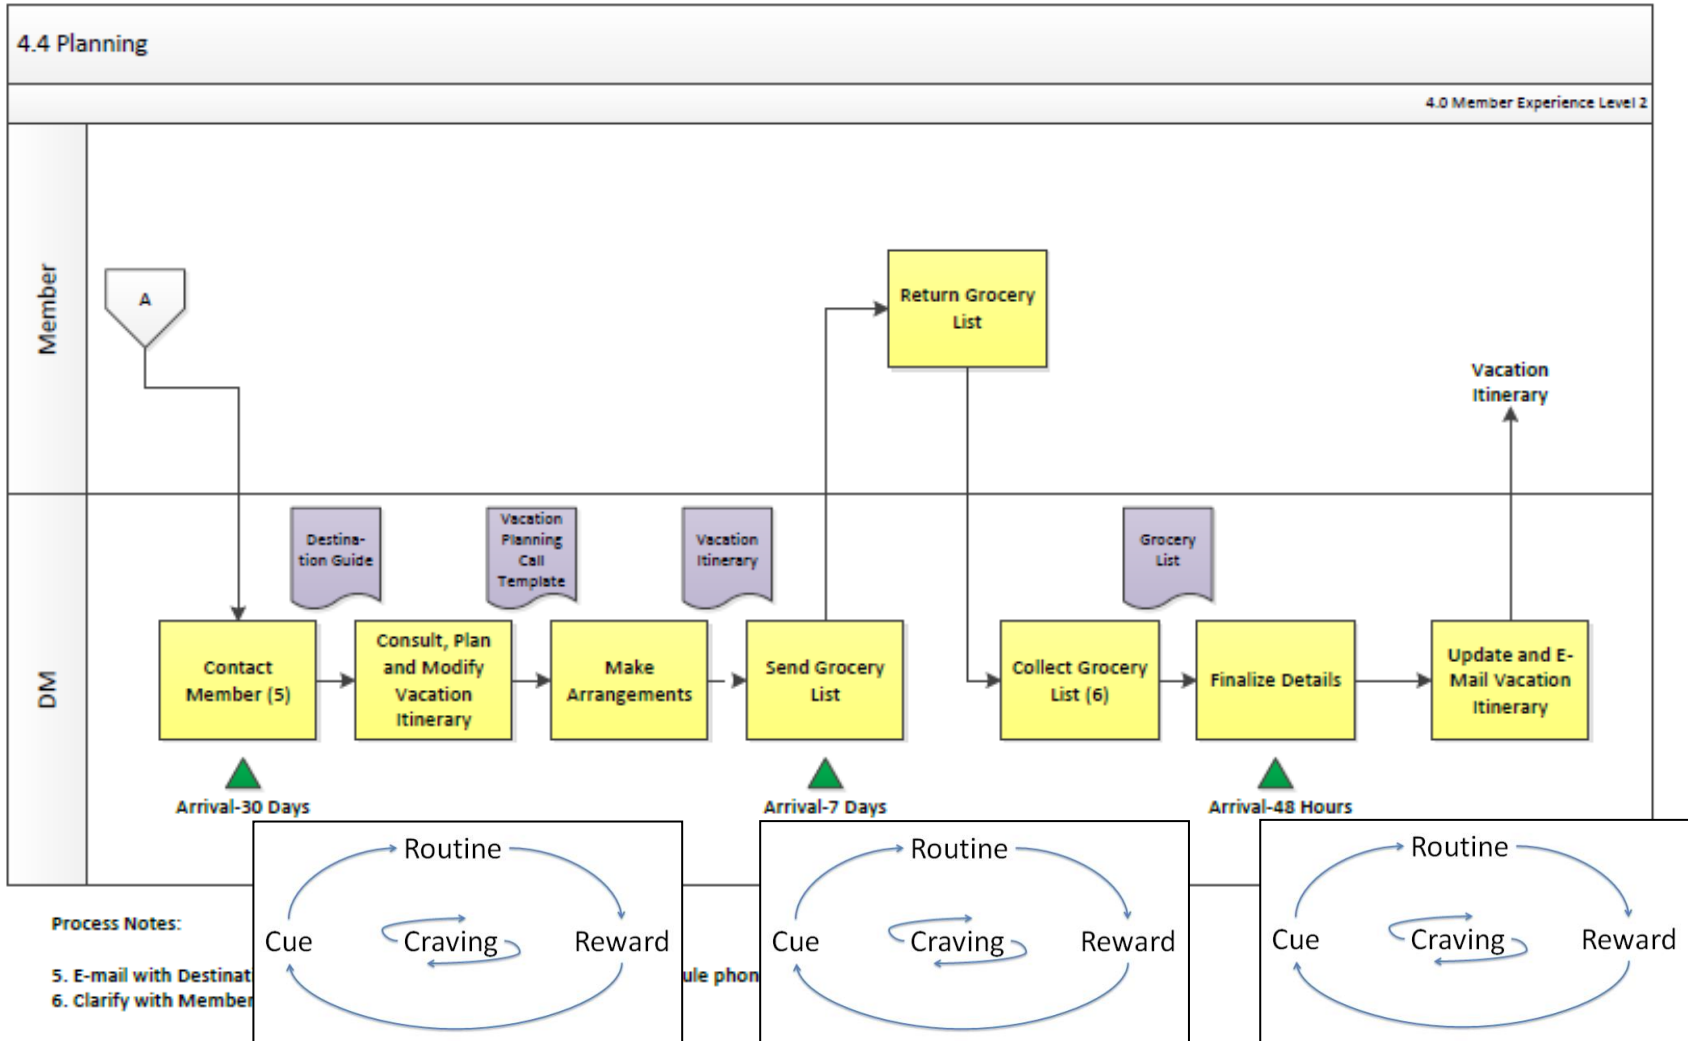 4.4 Planning
4.0 Member Experience Level 2
Member
A
Return Grocery
List
Vacation
Itinerary
DM
Destina-
tion Guide
Vacation
Planning
Call
Template
Vacation
Itinerary
Grocery
List
Contact
Member (5)
Consult, Plan
and Modify
Vacation
Itinerary
Make
Arrangements
Send Grocery
List
Collect Grocery
List (6)
Finalize Details
Update and E-
Mail Vacation
Itinerary
Arrival-30 Days
Arrival-7 Days
Arrival-48 Hours
Routine
Cue
Craving
Reward
Routine
Cue
Craving
Reward
Routine
Cue
Craving
Reward
Process Notes:
5. E-mail with Destinat
ule phon
6. Clarify with Member